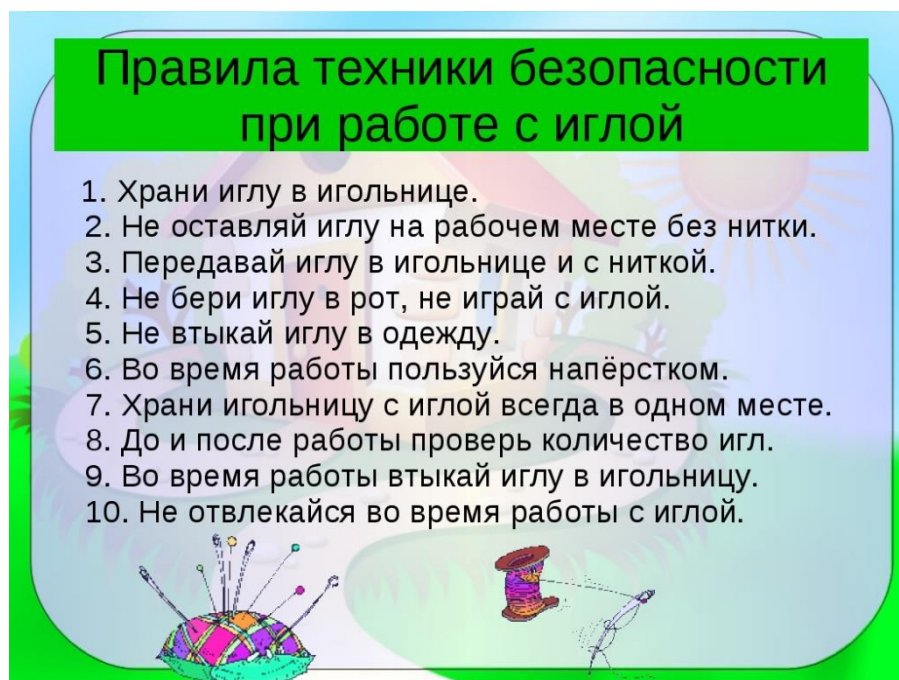 Правила техники безопасности
при работе с иглой
1. Храни иглу в игольнице.
2. Не оставляй иглу на рабочем месте без нитки.
3. Передавай иглу в игольнице и с ниткой.
4. Не бери иглу в рот, не играй с иглой.
5. Не втыкай иглу в одежду.
6. Во время работы пользуйся напёрстком.
7. Храни игольницу с иглой всегда в одном месте.
8. До и после работы проверь количество игл.
9. Во время работы втыкай иглу в игольницу.
10. Не отвлекайся во время работы с иглой.